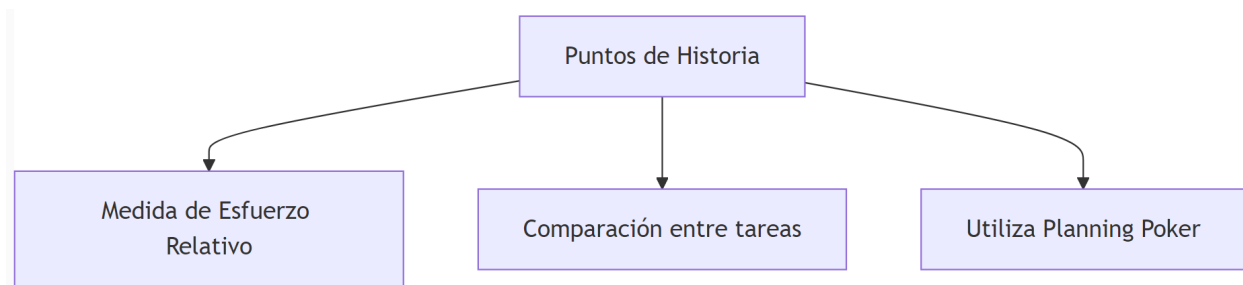 Puntos de Historia
Medida de Esfuerzo
Relativo
Comparación entre tareas
Utiliza Planning Poker